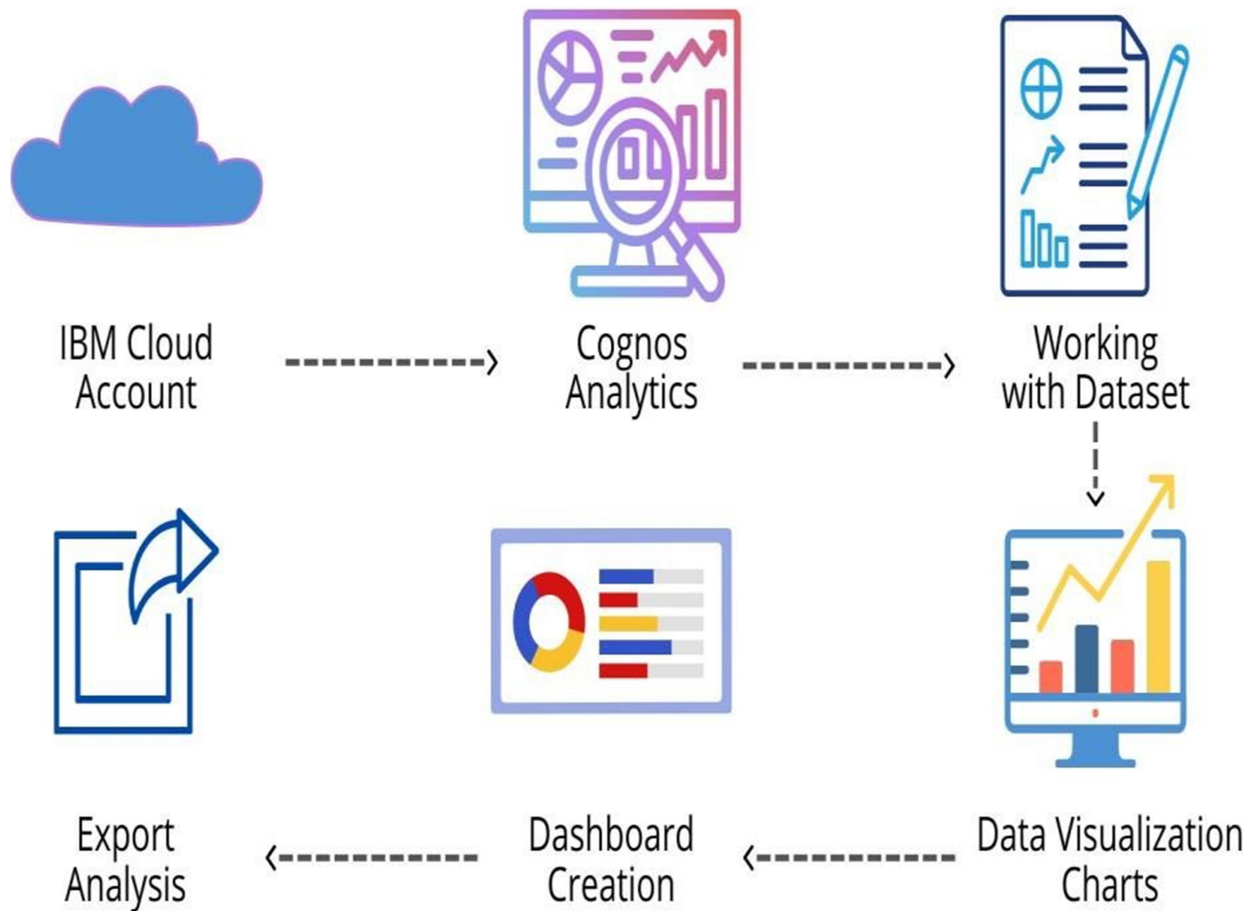 IBM Cloud
Account
Cognos
Analytics
Working
with Dataset
Data Visualization
Charts
Dashboard
Creation
Export
Analysis